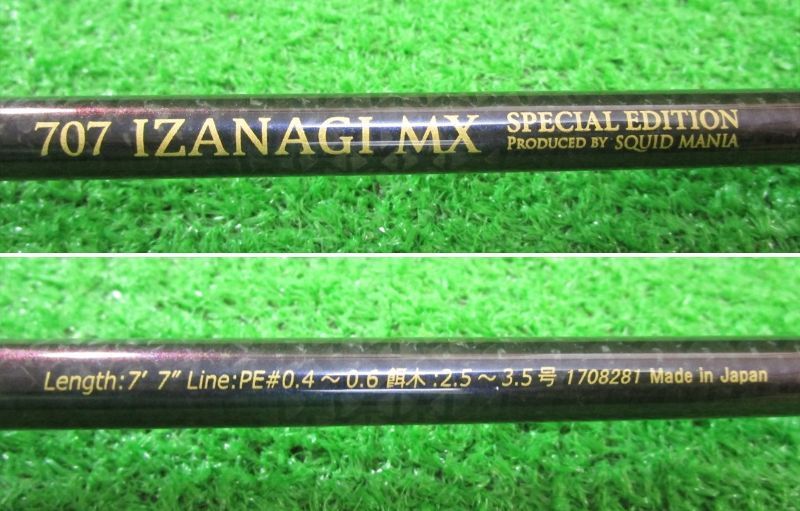 707 IZANAGI MX SPECIAL EDITION
PRODUCED BY SQUID MANIA
Length:7' 7" Line:PE#0.4～0.6 餌木:2.5～3.5号 1708281 Made in Japan